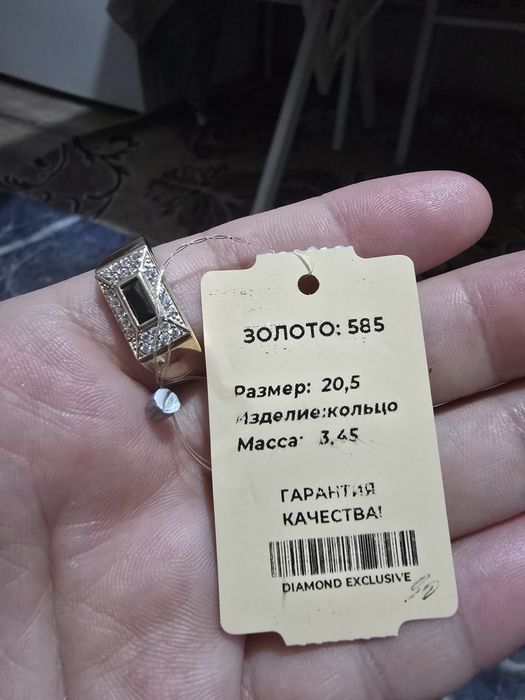 ЗОЛОТО: 585
Размер: 20,5
Изделие:кольцо
Масса: 3,45
ГАРАНТИЯ
КАЧЕСТВА!
DIAMOND EXCLUSIVE